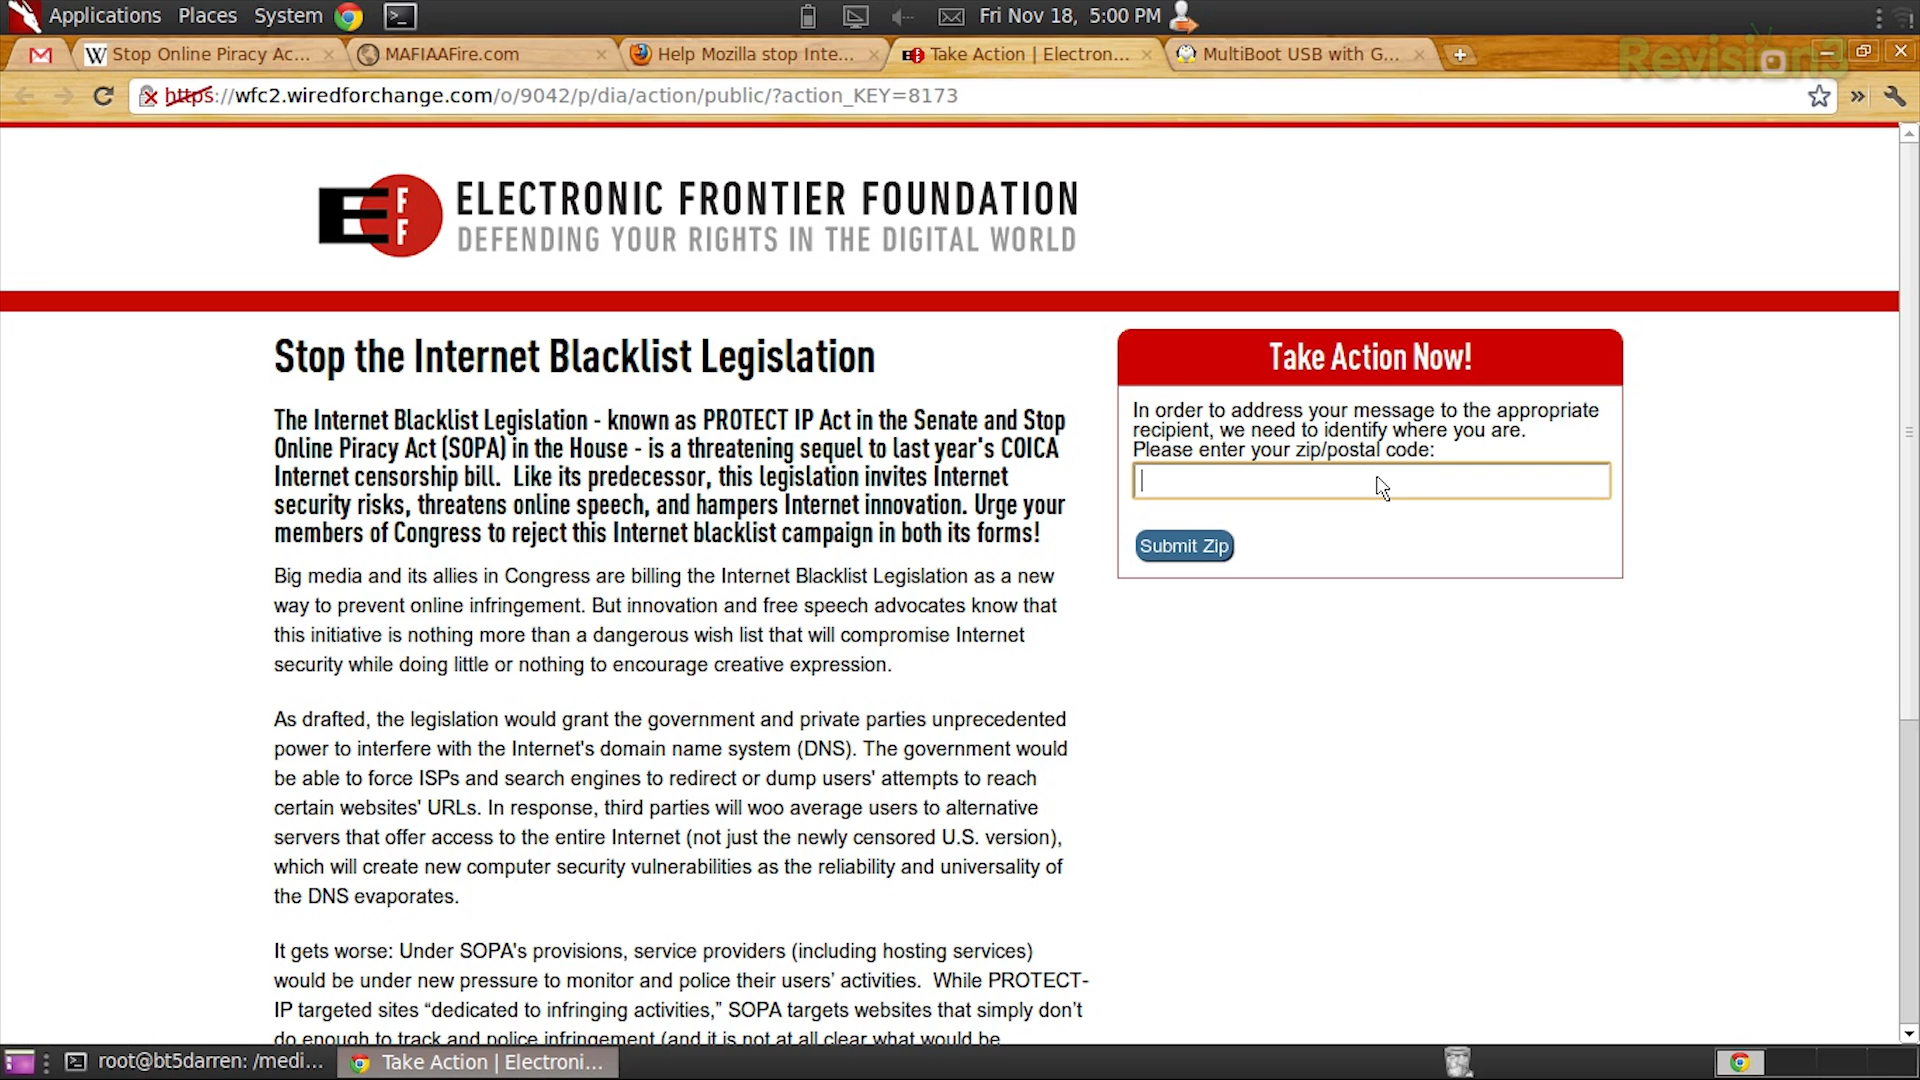 Applications Places System Fri Nov 18, 5:00 PM
Stop Online Piracy Ac... MAFIAAFire.com Help Mozilla stop Inte... Take Action | Electron... MultiBoot USB with G...
Revision3
https://wfc2.wiredforchange.com/o/9042/p/dia/action/public/?action_KEY=8173
EFF
ELECTRONIC FRONTIER FOUNDATION
DEFENDING YOUR RIGHTS IN THE DIGITAL WORLD
Stop the Internet Blacklist Legislation
The Internet Blacklist Legislation - known as PROTECT IP Act in the Senate and Stop
Online Piracy Act (SOPA) in the House - is a threatening sequel to last year's COICA
Internet censorship bill. Like its predecessor, this legislation invites Internet
security risks, threatens online speech, and hampers Internet innovation. Urge your
members of Congress to reject this Internet blacklist campaign in both its forms!
Big media and its allies in Congress are billing the Internet Blacklist Legislation as a new
way to prevent online infringement. But innovation and free speech advocates know that
this initiative is nothing more than a dangerous wish list that will compromise Internet
security while doing little or nothing to encourage creative expression.
As drafted, the legislation would grant the government and private parties unprecedented
power to interfere with the Internet's domain name system (DNS). The government would
be able to force ISPs and search engines to redirect or dump users' attempts to reach
certain websites' URLs. In response, third parties will woo average users to alternative
servers that offer access to the entire Internet (not just the newly censored U.S. version),
which will create new computer security vulnerabilities as the reliability and universality of
the DNS evaporates.
It gets worse: Under SOPA's provisions, service providers (including hosting services)
would be under new pressure to monitor and police their users’ activities. While PROTECT-
IP targeted sites “dedicated to infringing activities,” SOPA targets websites that simply don’t
do enough to track and police infringement (and it is not at all clear what would be
Take Action Now!
In order to address your message to the appropriate
recipient, we need to identify where you are.
Please enter your zip/postal code:
Submit Zip
root@bt5darren: /medi... Take Action | Electroni...